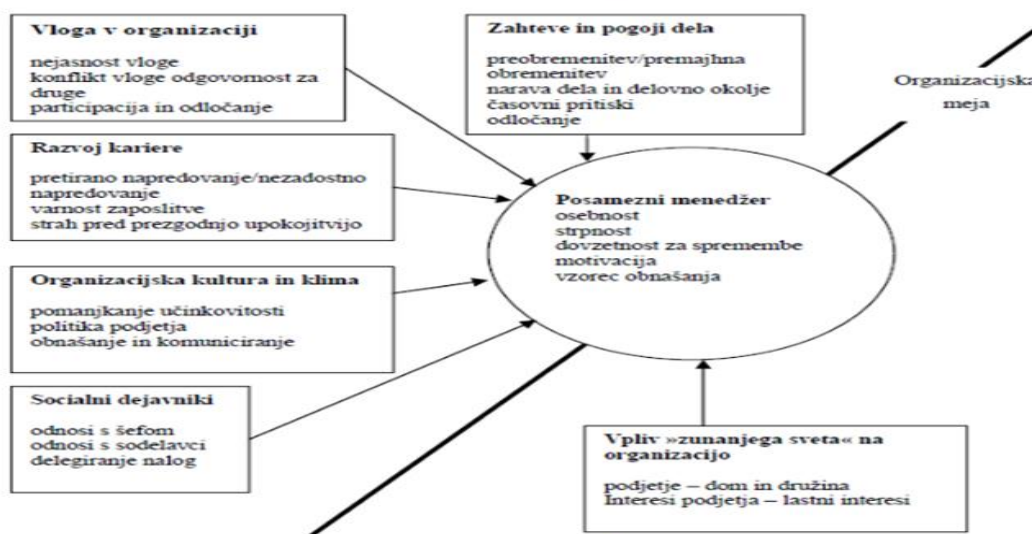 Vloga v organizaciji
nejasnost vloge
konflikt vloge odgovornost za
druge
participacija in odločanje
Zahteve in pogoji dela
preobremenitev/premajhna
obremenitev
narava dela in delovno okolje
časovni pritiski
odločanje
Organizacijska
meja
Razvoj kariere
pretirano napredovanje/nezadostno
napredovanje
varnost zaposlitve
strah pred prezgodnjo upokojitvijo
Posamezni menedžer
osebnost
strpnost
dovzetnost za spremembe
motivacija
vzorec obnašanja
Organizacijska kultura in klima
pomanjkanje učinkovitosti
politika podjetja
obnašanje in komuniciranje
Socialni dejavniki
odnosi s šefom
odnosi s sodelavci
delegiranje nalog
Vpliv »zunanjega sveta« na
organizacijo
podjetje – dom in družina
Interesi podjetja – lastni interesi